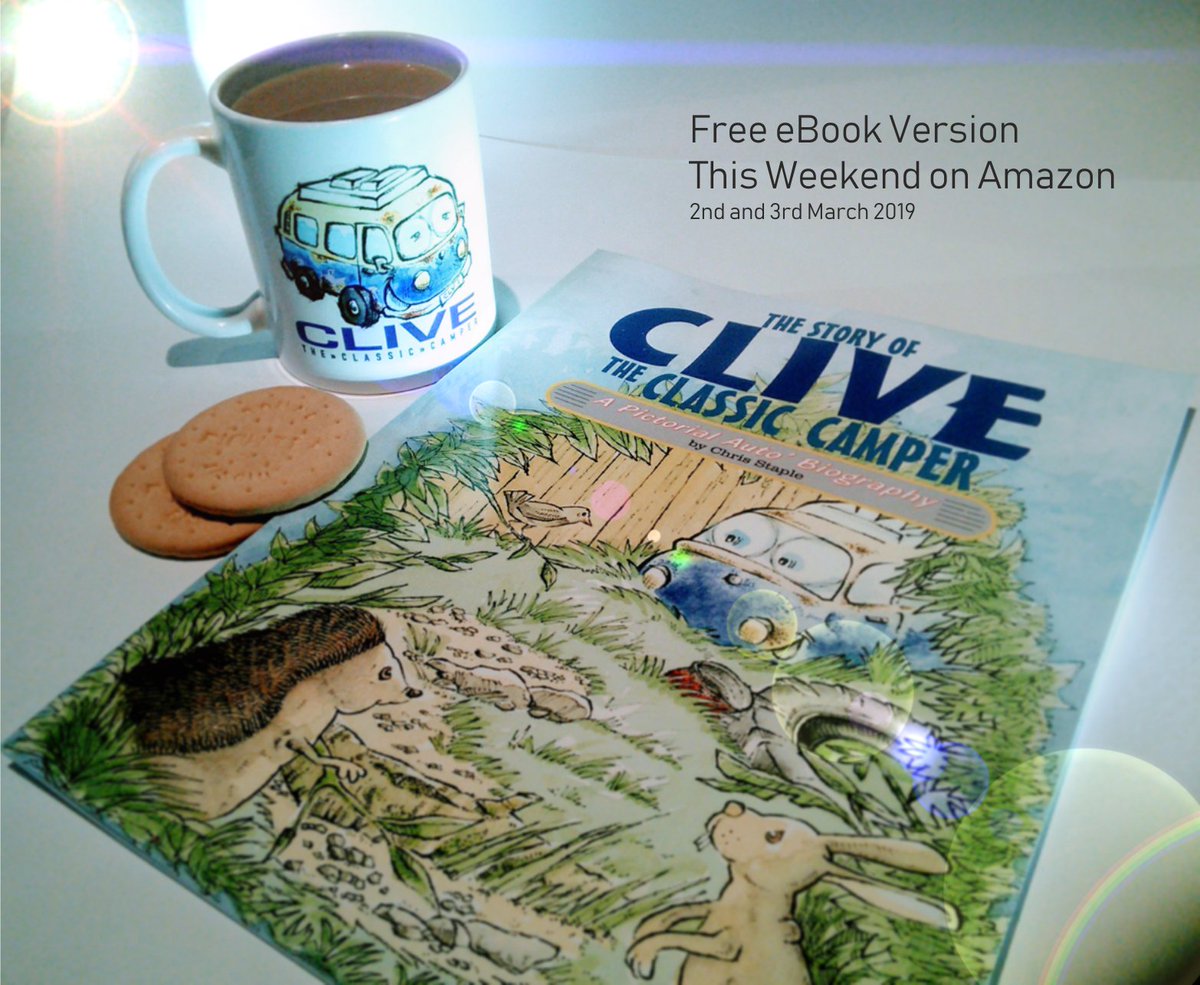 Free eBook Version
This Weekend on Amazon
2nd and 3rd March 2019
CLIVE
THE»CLASSIC»CAMPER
THE STORY OF
CLIVE
THE CLASSIC CAMPER
A Pictorial Auto' Biography
by Chris Staple